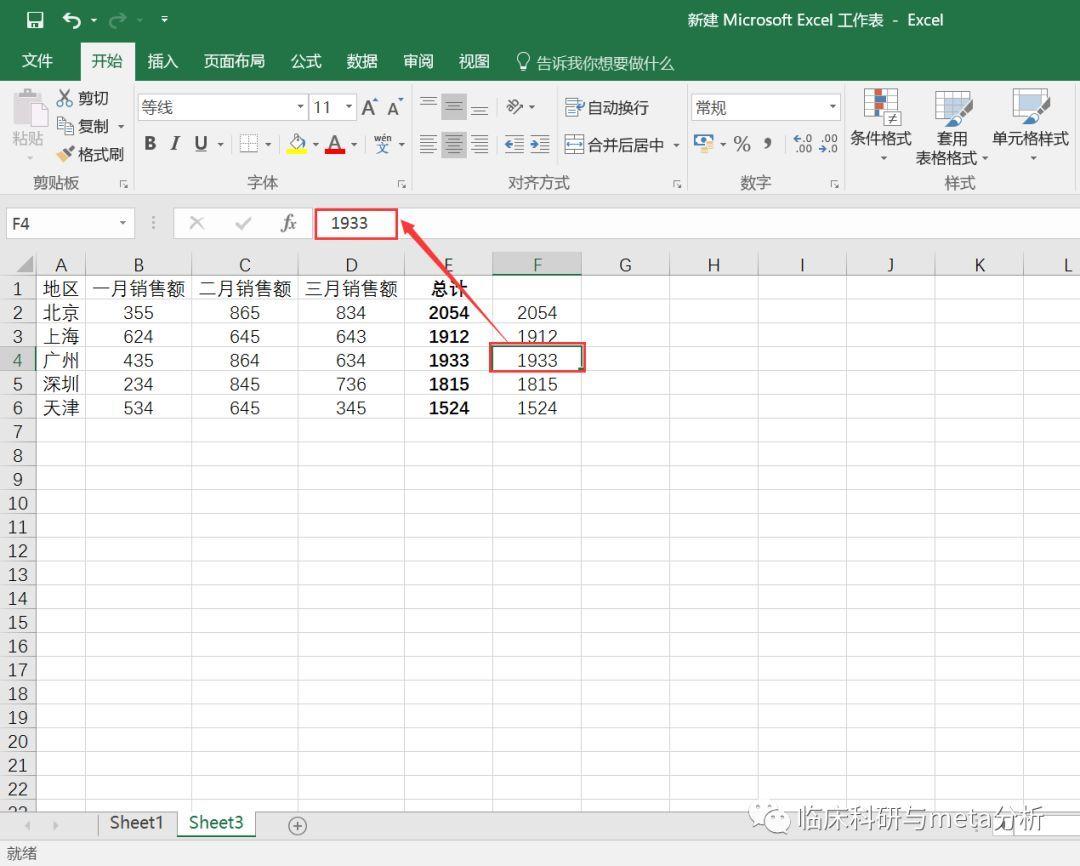 新建 Microsoft Excel 工作表 - Excel
文件 开始 插入 页面布局 公式 数据 审阅 视图 告诉我你想要做什么
粘贴 剪切 复制 格式刷
等线 11 A A
B I U A wén 文
自动换行
合并后居中
常规
% , .0 .00 .00 .0
条件格式 套用 表格格式 单元格样式
剪贴板 字体 对齐方式 数字 样式
F4 fx 1933
A B C D E F G H I J K L
1 地区 一月销售额 二月销售额 三月销售额 总计
2 北京 355 865 834 2054 2054
3 上海 624 645 643 1912 1912
4 广州 435 864 634 1933 1933
5 深圳 234 845 736 1815 1815
6 天津 534 645 345 1524 1524
7
8
9
10
11
12
13
14
15
16
17
18
19
20
21
22
23
Sheet1 Sheet3
临床科研与meta分析
就绪